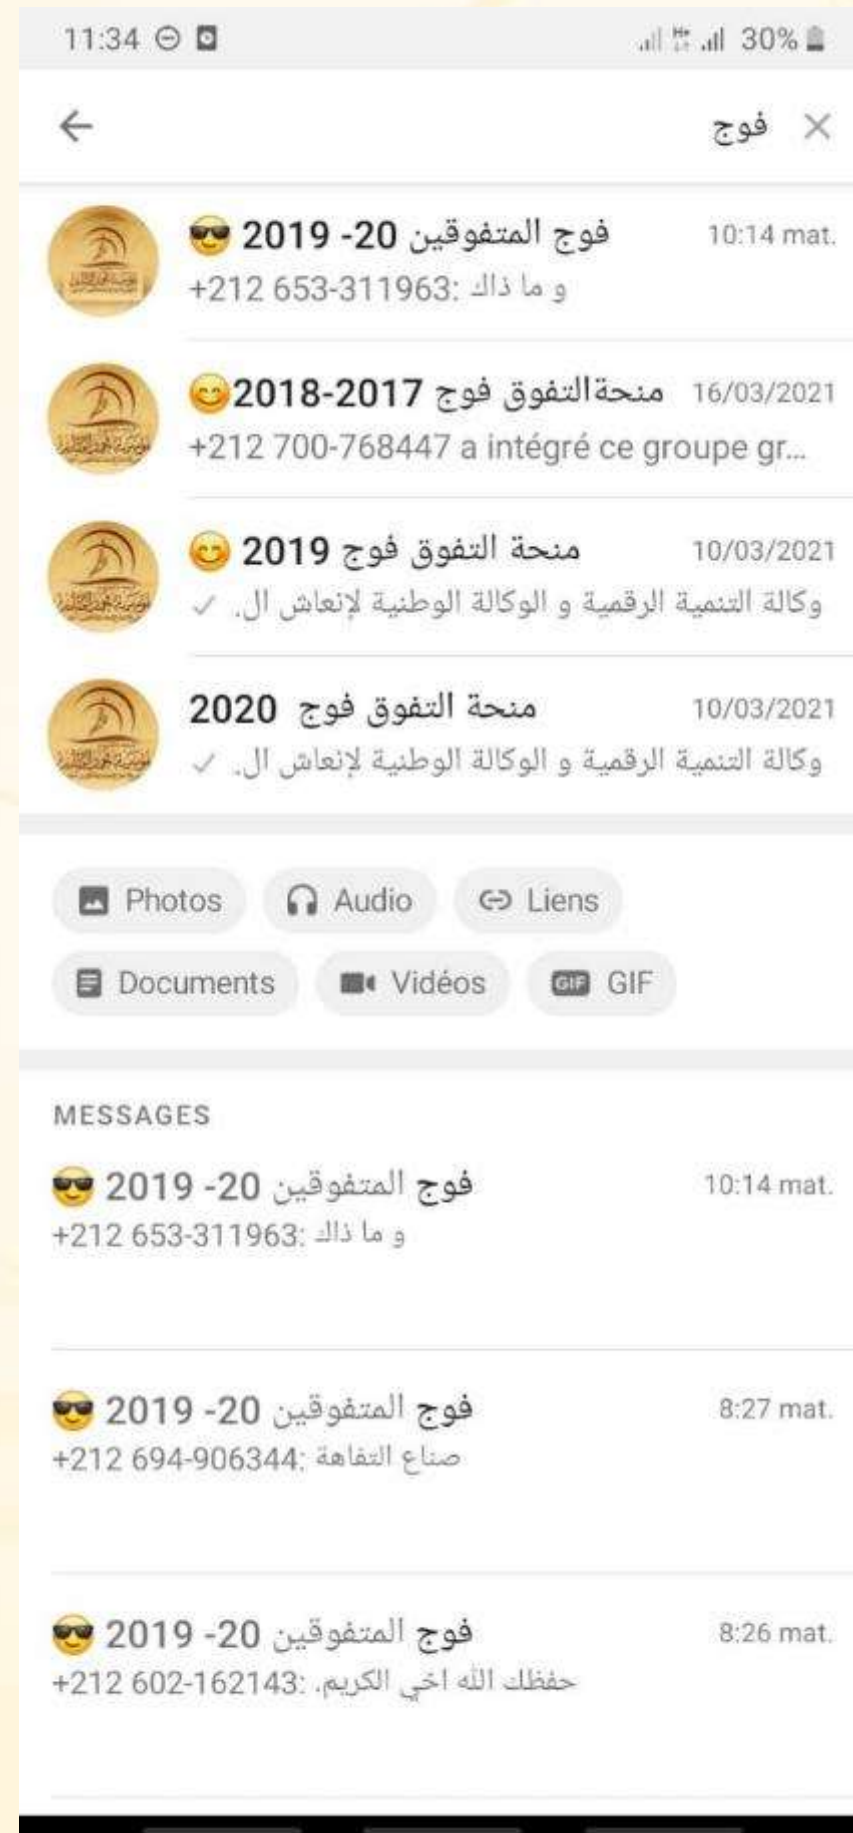 11:34
30%
فوج
فوج المتفوقين 20- 2019 😎
10:14 mat.
+212 653-311963: و ما ذاك
منحةالتفوق فوج 2017-2018😊
16/03/2021
+212 700-768447 a intégré ce groupe gr...
منحة التفوق فوج 2019 😊
10/03/2021
وكالة التنمية الرقمية و الوكالة الوطنية لإنعاش ال.
منحة التفوق فوج 2020
10/03/2021
وكالة التنمية الرقمية و الوكالة الوطنية لإنعاش ال.
Photos
Audio
Liens
Documents
Vidéos
GIF GIF
MESSAGES
فوج المتفوقين 20- 2019 😎
10:14 mat.
+212 653-311963: و ما ذاك
فوج المتفوقين 20- 2019 😎
8:27 mat.
+212 694-906344: صناع التفاهة
فوج المتفوقين 20- 2019 😎
8:26 mat.
+212 602-162143: حفظك الله اخي الكريم.